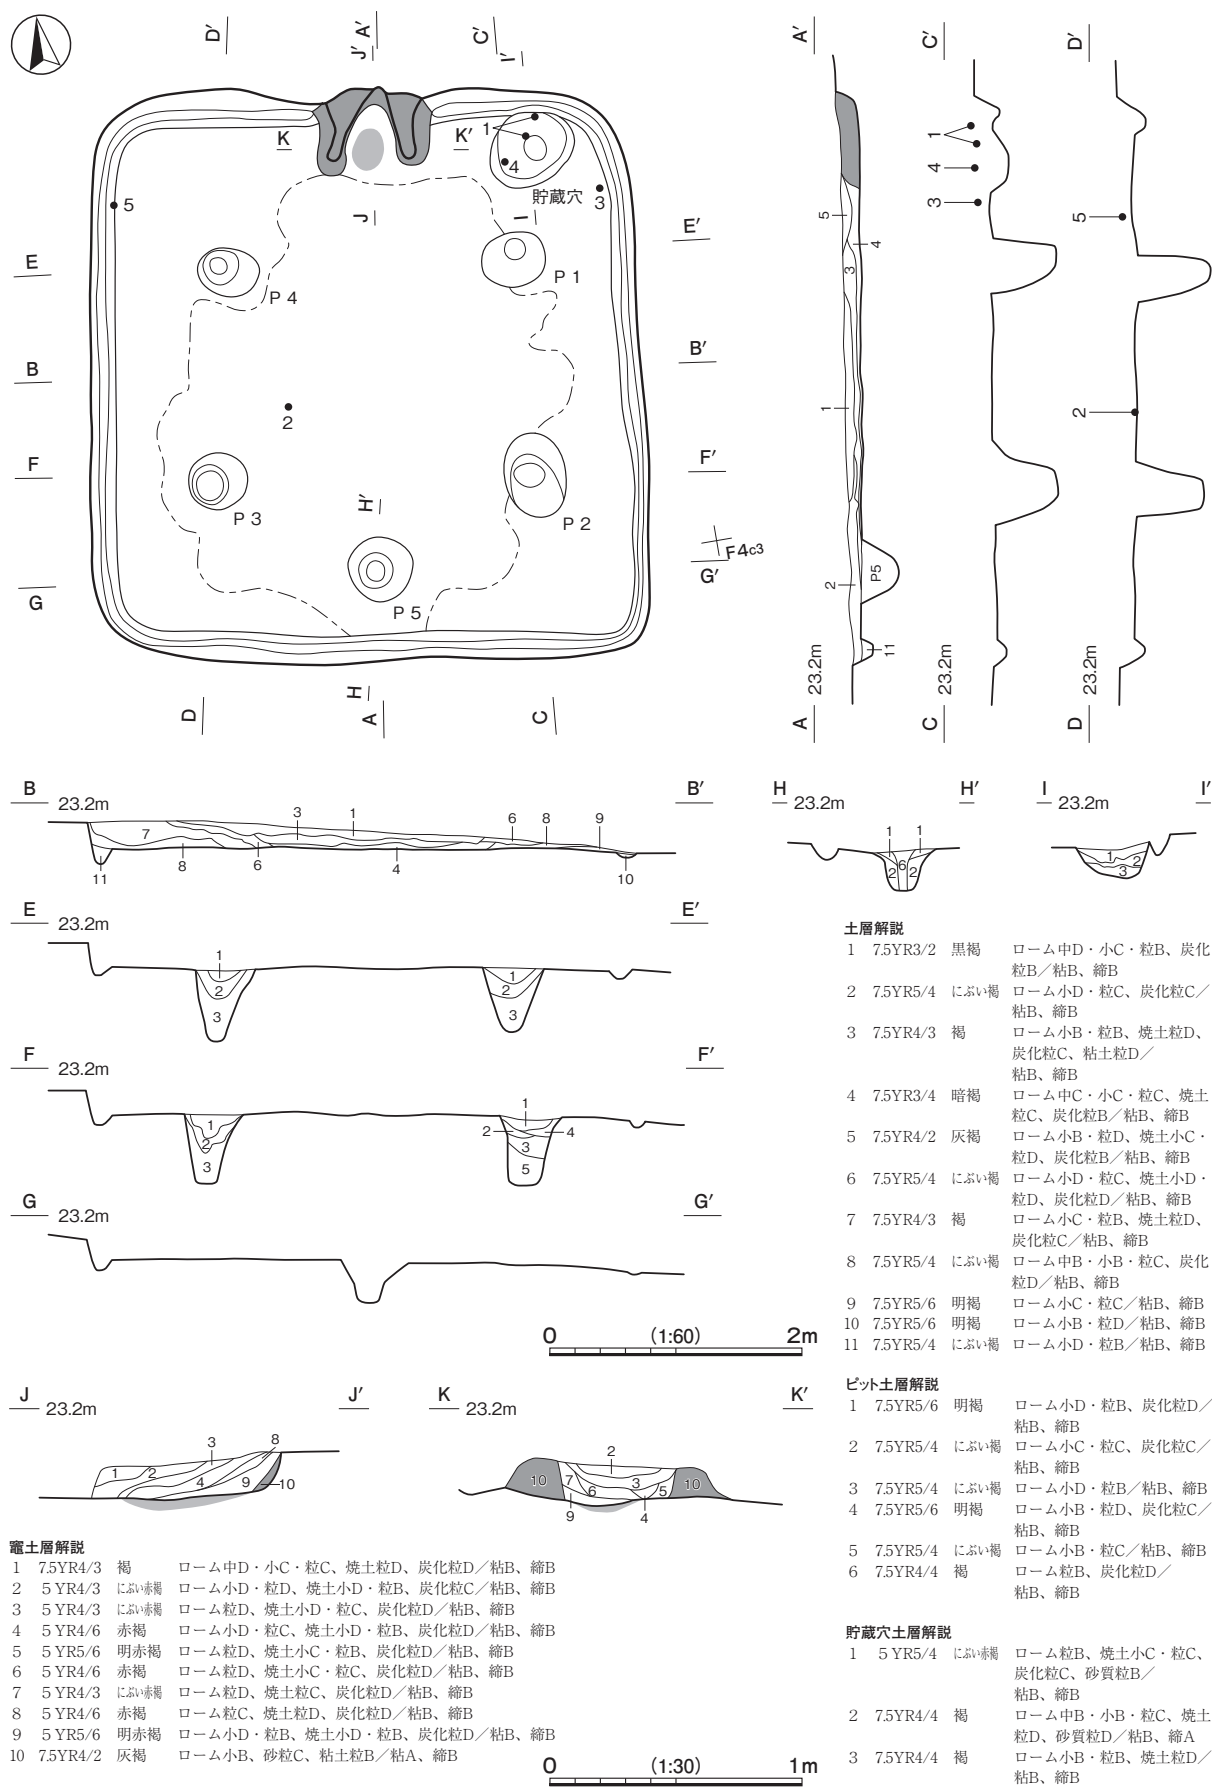 D′
A′
J′
C′
I′
K
K′
1
4
貯蔵穴
3
5
J
I
E
E′
P 4
P 1
B
B′
2
F
F′
H′
P 3
P 2
F4c3
G
G′
P 5
D
H
A
C
A′
5
4
3
1
2
P5
11
A 23.2m
C′
1
4
3
C 23.2m
D′
5
2
D 23.2m
B 23.2m B′
3 1 6 8 9
7
11 8 6 4 10
H 23.2m H′
1 1
2 6 2
I 23.2m I′
1 2
3
E 23.2m E′
1 1
2 2
3 3
F 23.2m F′
1 1
2 2 4
3 3
5
G 23.2m G′
0 (1:60) 2m
土層解説
1 7.5YR3/2 黒褐 ローム中D・小C・粒B、炭化
粒B/粘B、締B
2 7.5YR5/4 にぶい褐 ローム小D・粒C、炭化粒C/
粘B、締B
3 7.5YR4/3 褐 ローム小B・粒B、焼土粒D、
炭化粒C、粘土粒D/
粘B、締B
4 7.5YR3/4 暗褐 ローム中C・小C・粒C、焼土
粒C、炭化粒B/粘B、締B
5 7.5YR4/2 灰褐 ローム小B・粒D、焼土小C・
粒D、炭化粒B/粘B、締B
6 7.5YR5/4 にぶい褐 ローム小D・粒C、焼土小D・
粒D、炭化粒D/粘B、締B
7 7.5YR4/3 褐 ローム小C・粒B、焼土粒D、
炭化粒C/粘B、締B
8 7.5YR5/4 にぶい褐 ローム中B・小B・粒C、炭化
粒D/粘B、締B
9 7.5YR5/6 明褐 ローム小C・粒C/粘B、締B
10 7.5YR5/6 明褐 ローム小B・粒D/粘B、締B
11 7.5YR5/4 にぶい褐 ローム小D・粒B/粘B、締B
ピット土層解説
1 7.5YR5/6 明褐 ローム小D・粒B、炭化粒D/
粘B、締B
2 7.5YR5/4 にぶい褐 ローム小C・粒C、炭化粒C/
粘B、締B
3 7.5YR5/4 にぶい褐 ローム小D・粒B/粘B、締B
4 7.5YR5/6 明褐 ローム小B・粒D、炭化粒C/
粘B、締B
5 7.5YR5/4 にぶい褐 ローム小B・粒C/粘B、締B
6 7.5YR4/4 褐 ローム粒B、炭化粒D/
粘B、締B
貯蔵穴土層解説
1 5 YR5/4 にぶい赤褐 ローム粒B、焼土小C・粒C、
炭化粒C、砂質粒B/
粘B、締B
2 7.5YR4/4 褐 ローム中B・小B・粒C、焼土
粒D、砂質粒D/粘B、締A
3 7.5YR4/4 褐 ローム小B・粒B、焼土粒D/
粘B、締B
J 23.2m J′
3 8
1 2 4 9 10
K 23.2m K′
2
10 7 3 10
6 5
9 4
竈土層解説
1 7.5YR4/3 褐 ローム中D・小C・粒C、焼土粒D、炭化粒D/粘B、締B
2 5 YR4/3 にぶい赤褐 ローム小D・粒D、焼土小D・粒B、炭化粒C/粘B、締B
3 5 YR4/3 にぶい赤褐 ローム粒D、焼土小D・粒C、炭化粒D/粘B、締B
4 5 YR4/6 赤褐 ローム小D・粒C、焼土小D・粒B、炭化粒D/粘B、締B
5 5 YR5/6 明赤褐 ローム粒D、焼土小C・粒B、炭化粒D/粘B、締B
6 5 YR4/6 赤褐 ローム粒D、焼土小C・粒C、炭化粒D/粘B、締B
7 5 YR4/3 にぶい赤褐 ローム粒D、焼土粒C、炭化粒D/粘B、締B
8 5 YR4/6 赤褐 ローム粒C、焼土粒D、炭化粒D/粘B、締B
9 5 YR5/6 明赤褐 ローム小D・粒B、焼土小D・粒B、炭化粒D/粘B、締B
10 7.5YR4/2 灰褐 ローム小B、砂粒C、粘土粒B/粘A、締B
0 (1:30) 1m